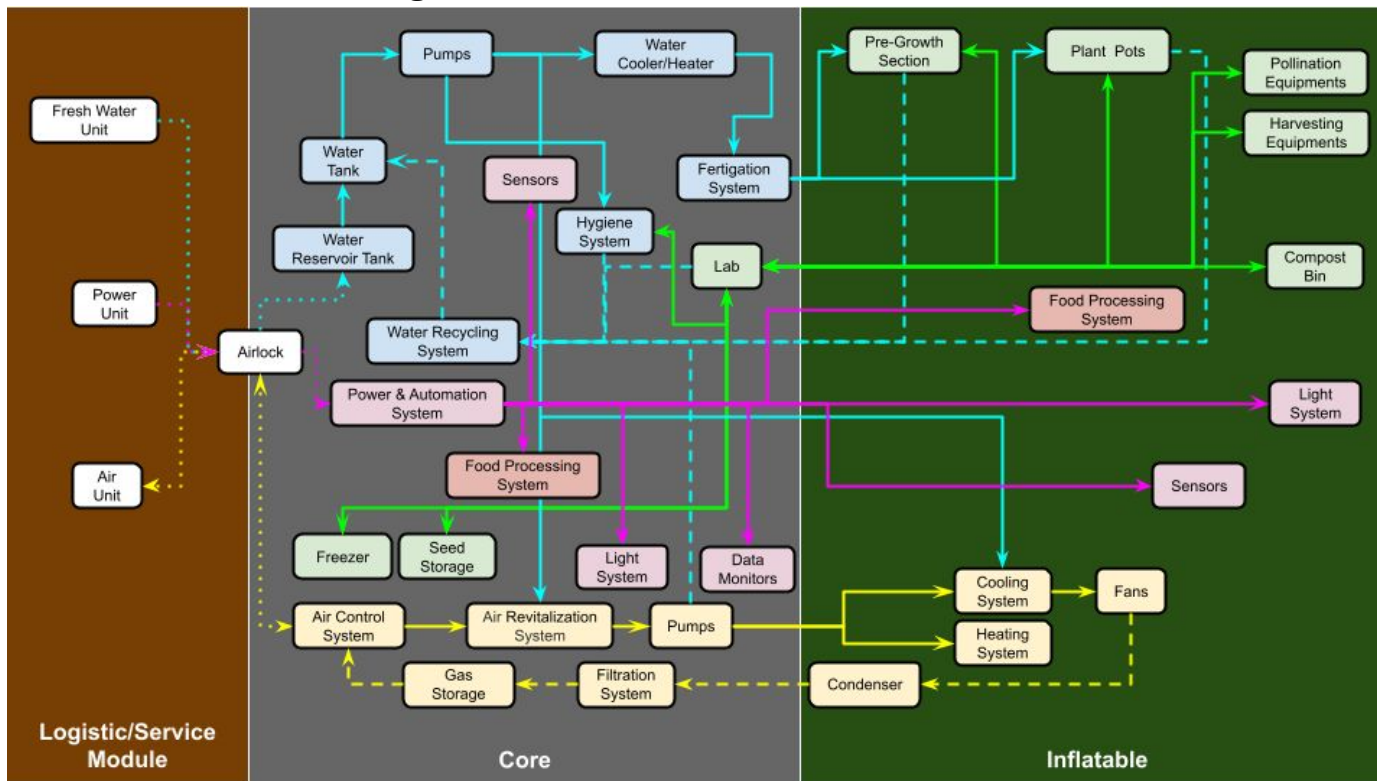 Fresh Water
Unit
Power
Unit
Air
Unit
Airlock
Logistic/Service
Module
Pumps
Water
Cooler/Heater
Water
Tank
Sensors
Fertigation
System
Hygiene
System
Water
Reservoir Tank
Lab
Water Recycling
System
Power & Automation
System
Food Processing
System
Freezer
Seed
Storage
Light
System
Data
Monitors
Air Control
System
Air Revitalization
System
Pumps
Gas
Storage
Filtration
System
Core
Pre-Growth
Section
Plant Pots
Pollination
Equipments
Harvesting
Equipments
Compost
Bin
Food Processing
System
Light
System
Sensors
Cooling
System
Fans
Heating
System
Condenser
Inflatable